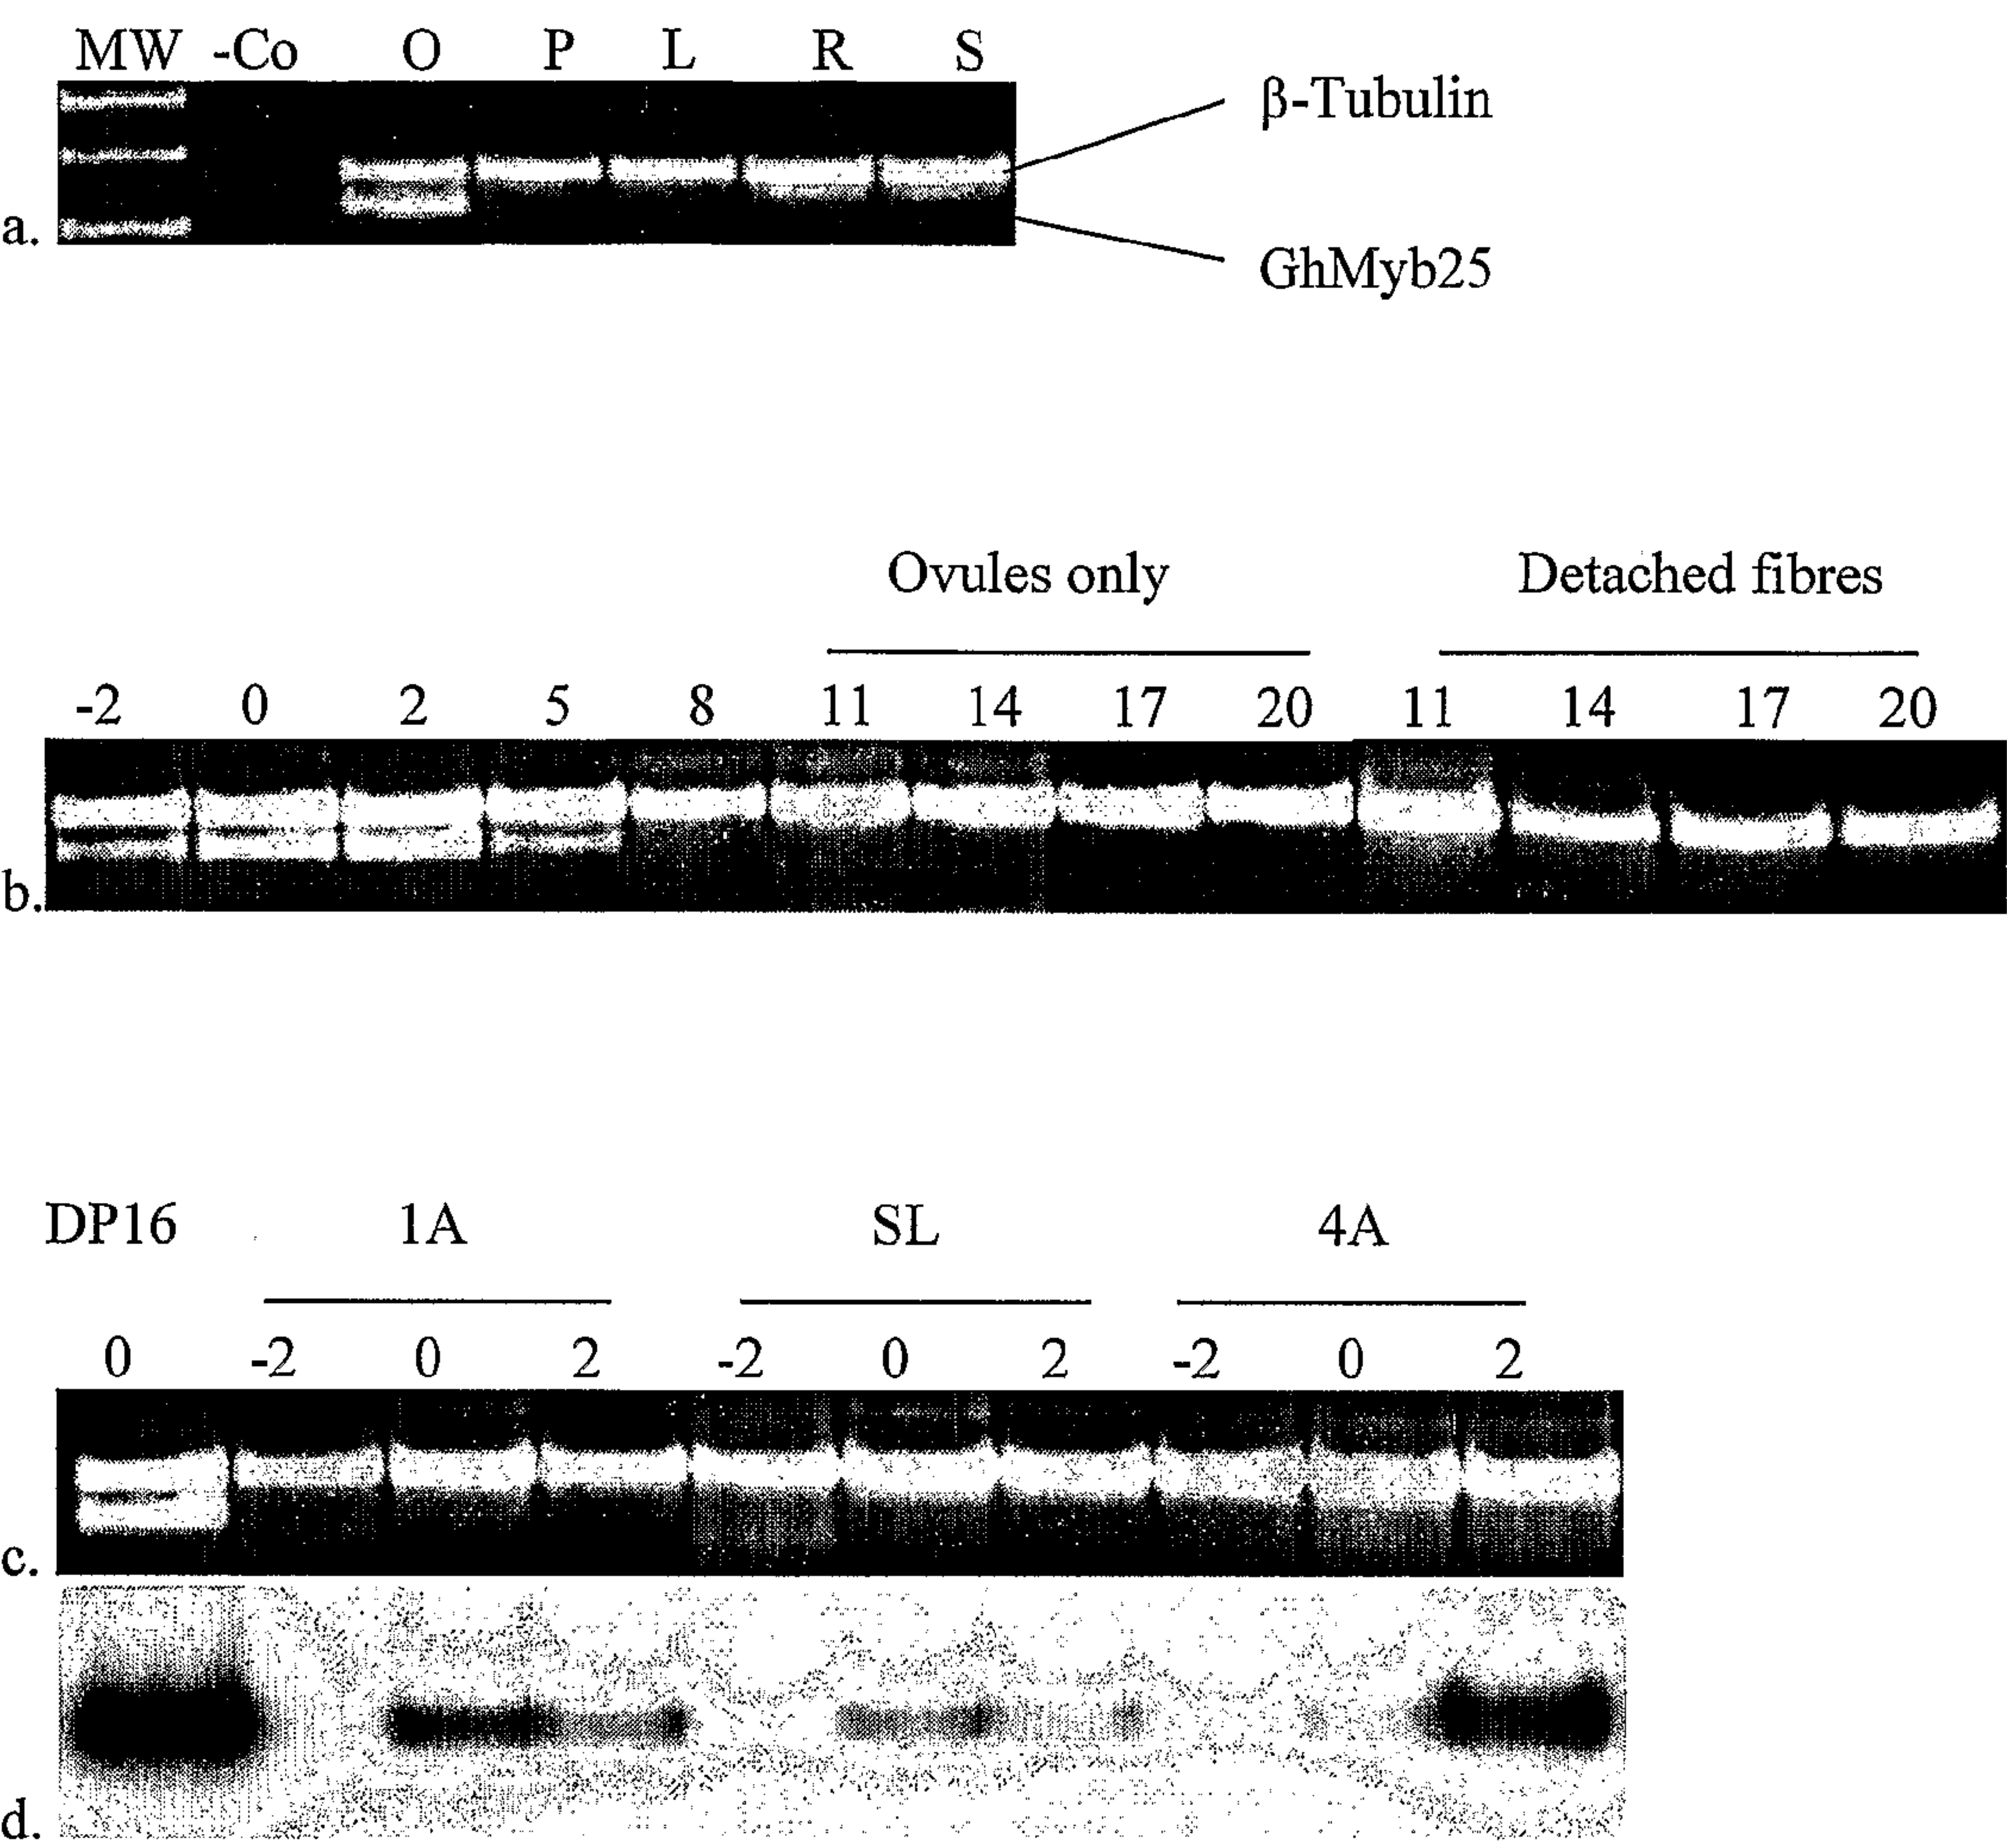 MW -Co O P L R S
β-Tubulin
a.
GhMyb25
Ovules only Detached fibres
-2 0 2 5 8 11 14 17 20 11 14 17 20
b.
DP16 1A SL 4A
0 -2 0 2 -2 0 2 -2 0 2
c.
d.